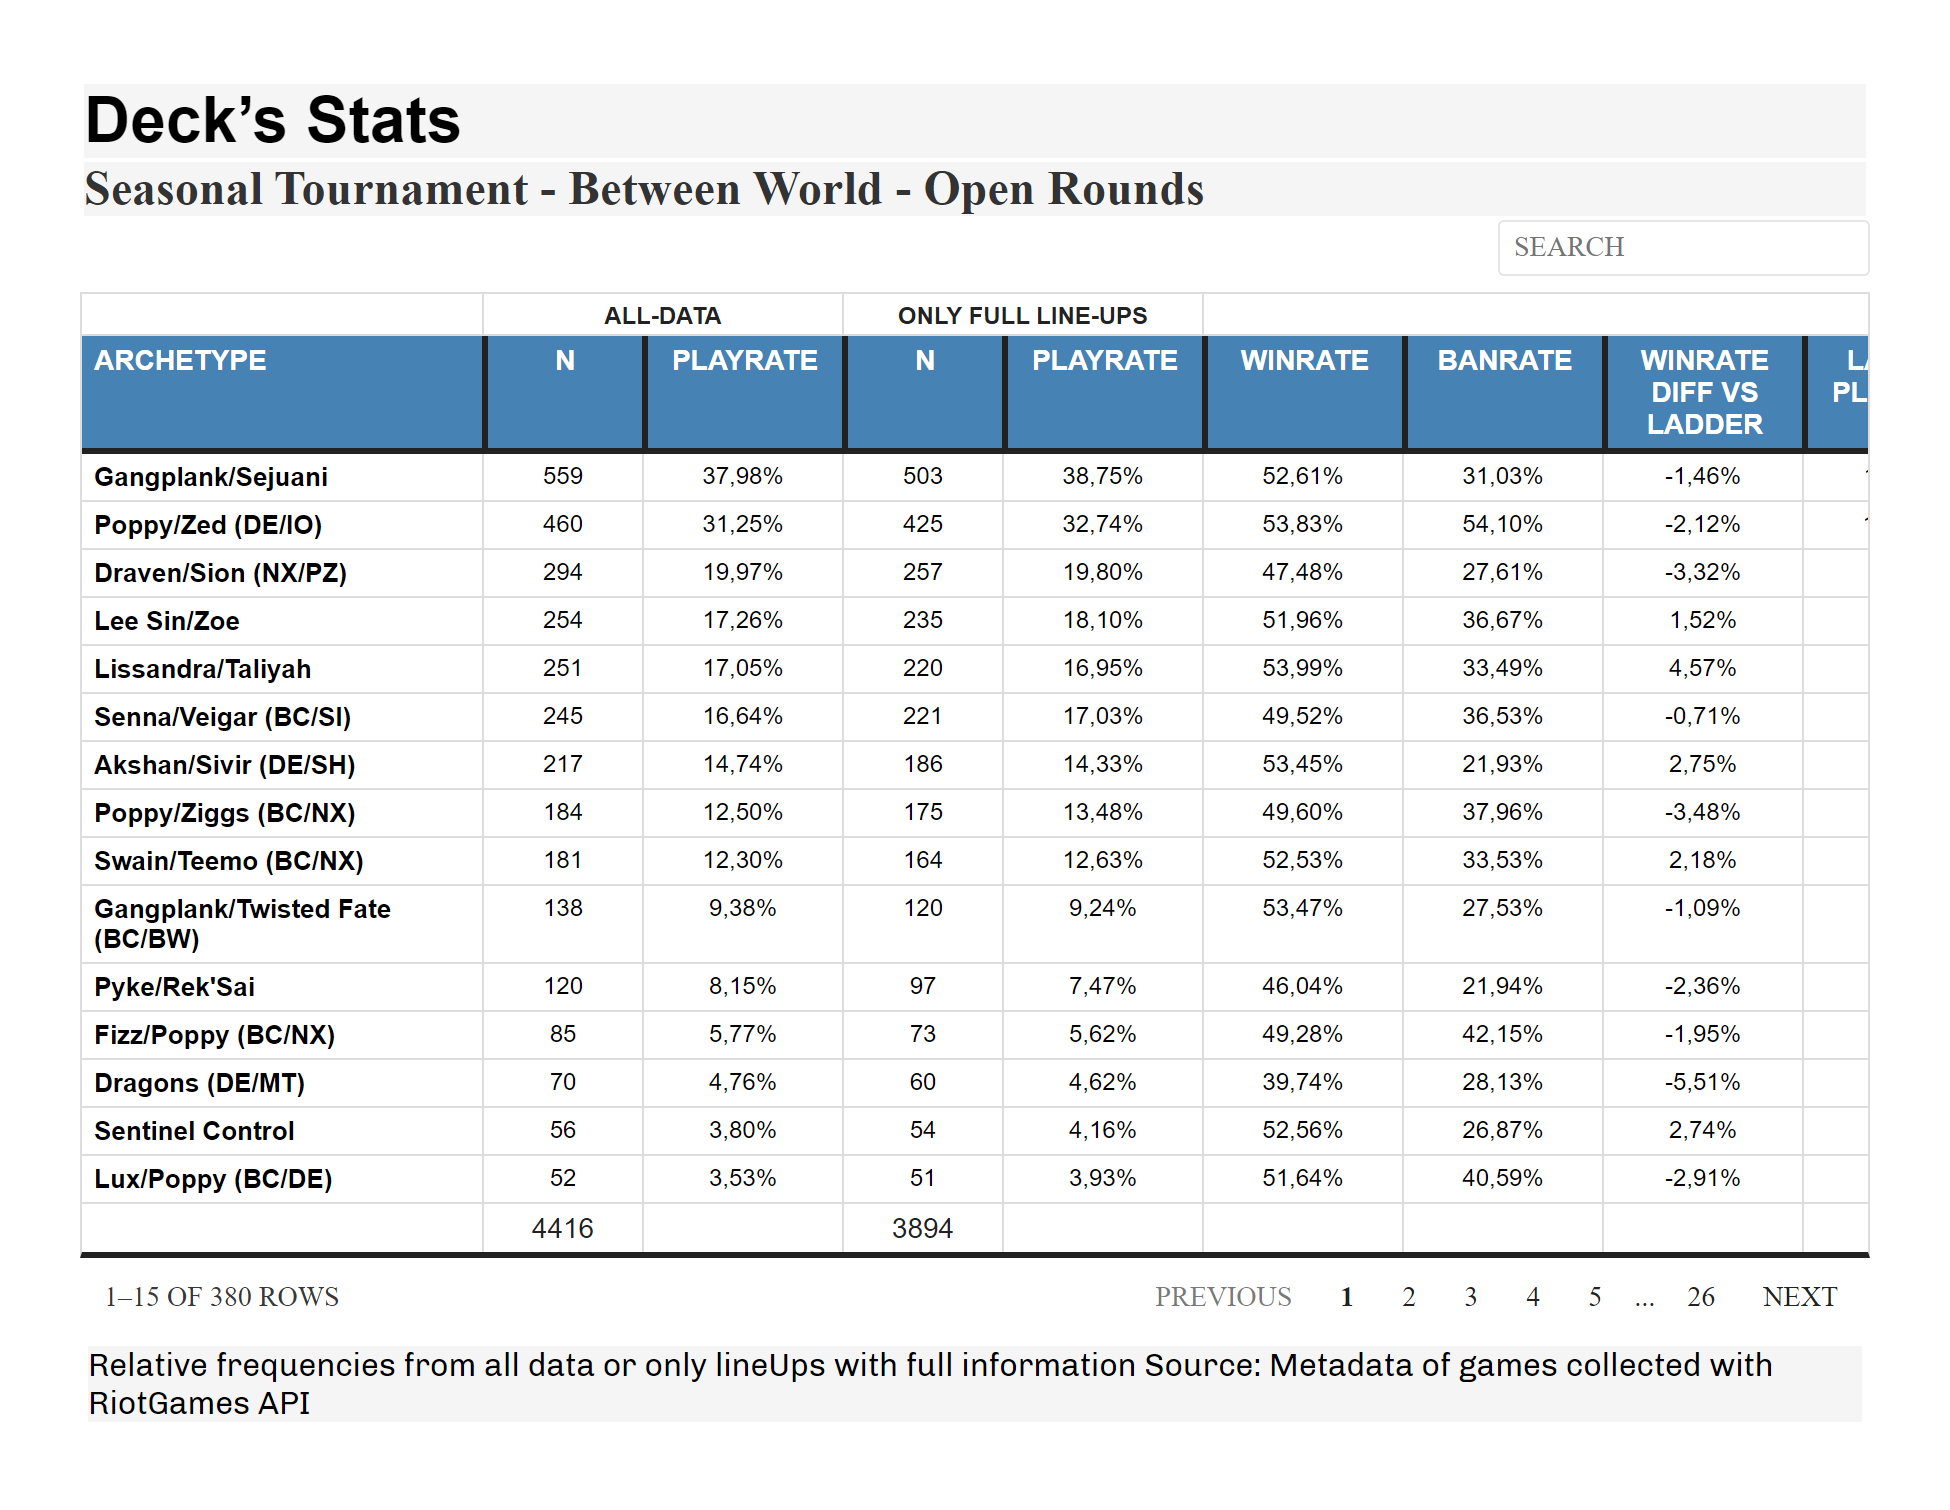 Deck’s Stats
Seasonal Tournament - Between World - Open Rounds
SEARCH
ALL-DATA ONLY FULL LINE-UPS
ARCHETYPE N PLAYRATE N PLAYRATE WINRATE BANRATE WINRATE DIFF VS LADDER
Gangplank/Sejuani 559 37,98% 503 38,75% 52,61% 31,03% -1,46%
Poppy/Zed (DE/IO) 460 31,25% 425 32,74% 53,83% 54,10% -2,12%
Draven/Sion (NX/PZ) 294 19,97% 257 19,80% 47,48% 27,61% -3,32%
Lee Sin/Zoe 254 17,26% 235 18,10% 51,96% 36,67% 1,52%
Lissandra/Taliyah 251 17,05% 220 16,95% 53,99% 33,49% 4,57%
Senna/Veigar (BC/SI) 245 16,64% 221 17,03% 49,52% 36,53% -0,71%
Akshan/Sivir (DE/SH) 217 14,74% 186 14,33% 53,45% 21,93% 2,75%
Poppy/Ziggs (BC/NX) 184 12,50% 175 13,48% 49,60% 37,96% -3,48%
Swain/Teemo (BC/NX) 181 12,30% 164 12,63% 52,53% 33,53% 2,18%
Gangplank/Twisted Fate (BC/BW) 138 9,38% 120 9,24% 53,47% 27,53% -1,09%
Pyke/Rek'Sai 120 8,15% 97 7,47% 46,04% 21,94% -2,36%
Fizz/Poppy (BC/NX) 85 5,77% 73 5,62% 49,28% 42,15% -1,95%
Dragons (DE/MT) 70 4,76% 60 4,62% 39,74% 28,13% -5,51%
Sentinel Control 56 3,80% 54 4,16% 52,56% 26,87% 2,74%
Lux/Poppy (BC/DE) 52 3,53% 51 3,93% 51,64% 40,59% -2,91%
4416 3894
1–15 OF 380 ROWS PREVIOUS 1 2 3 4 5 ... 26 NEXT
Relative frequencies from all data or only lineUps with full information Source: Metadata of games collected with
RiotGames API